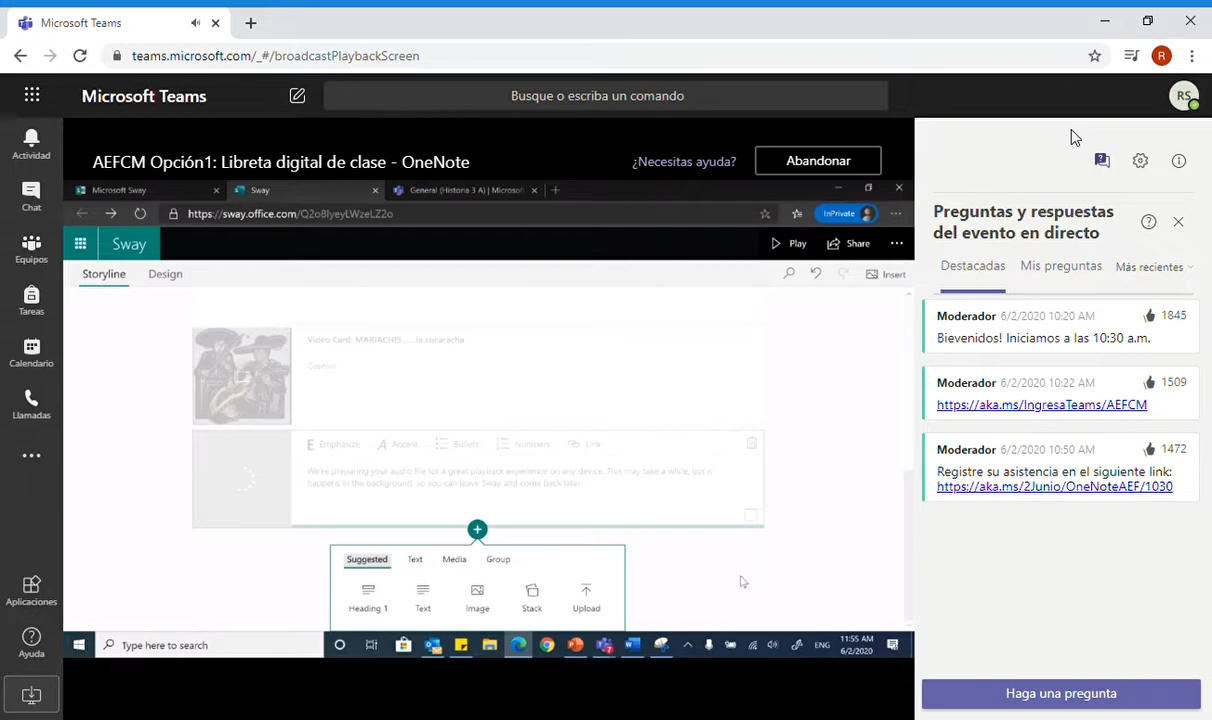 Microsoft Teams
teams.microsoft.com/_#/broadcastPlaybackScreen
R
Microsoft Teams
Busque o escriba un comando
RS
Actividad
Chat
Equipos
Tareas
Calendario
Llamadas
Aplicaciones
Ayuda
AEFCM Opción1: Libreta digital de clase - OneNote
¿Necesitas ayuda?
Abandonar
Microsoft Sway
Sway
General (Historia 3 A) | Microsof
https://sway.office.com/Q2o8IyeyLWzeLZ2o
InPrivate
Sway
Play
Share
Storyline
Design
Insert
Video Card: MARIACHIS.....la cucaracha
Caption
E Emphasize
A Accent
Bullets
Numbers
Link
We're preparing your audio file for a great playback experience on any device. This may take a while, but it
happens in the background, so you can leave Sway and come back later.
Suggested
Text
Media
Group
Heading 1
Text
Image
Stack
Upload
Type here to search
ENG
11:55 AM
6/2/2020
Preguntas y respuestas
del evento en directo
Destacadas
Mis preguntas
Más recientes
Moderador 6/2/2020 10:20 AM 1845
Bievenidos! Iniciamos a las 10:30 a.m.
Moderador 6/2/2020 10:22 AM 1509
https://aka.ms/IngresaTeams/AEFCM
Moderador 6/2/2020 10:50 AM 1472
Registre su asistencia en el siguiente link:
https://aka.ms/2Junio/OneNoteAEF/1030
Haga una pregunta